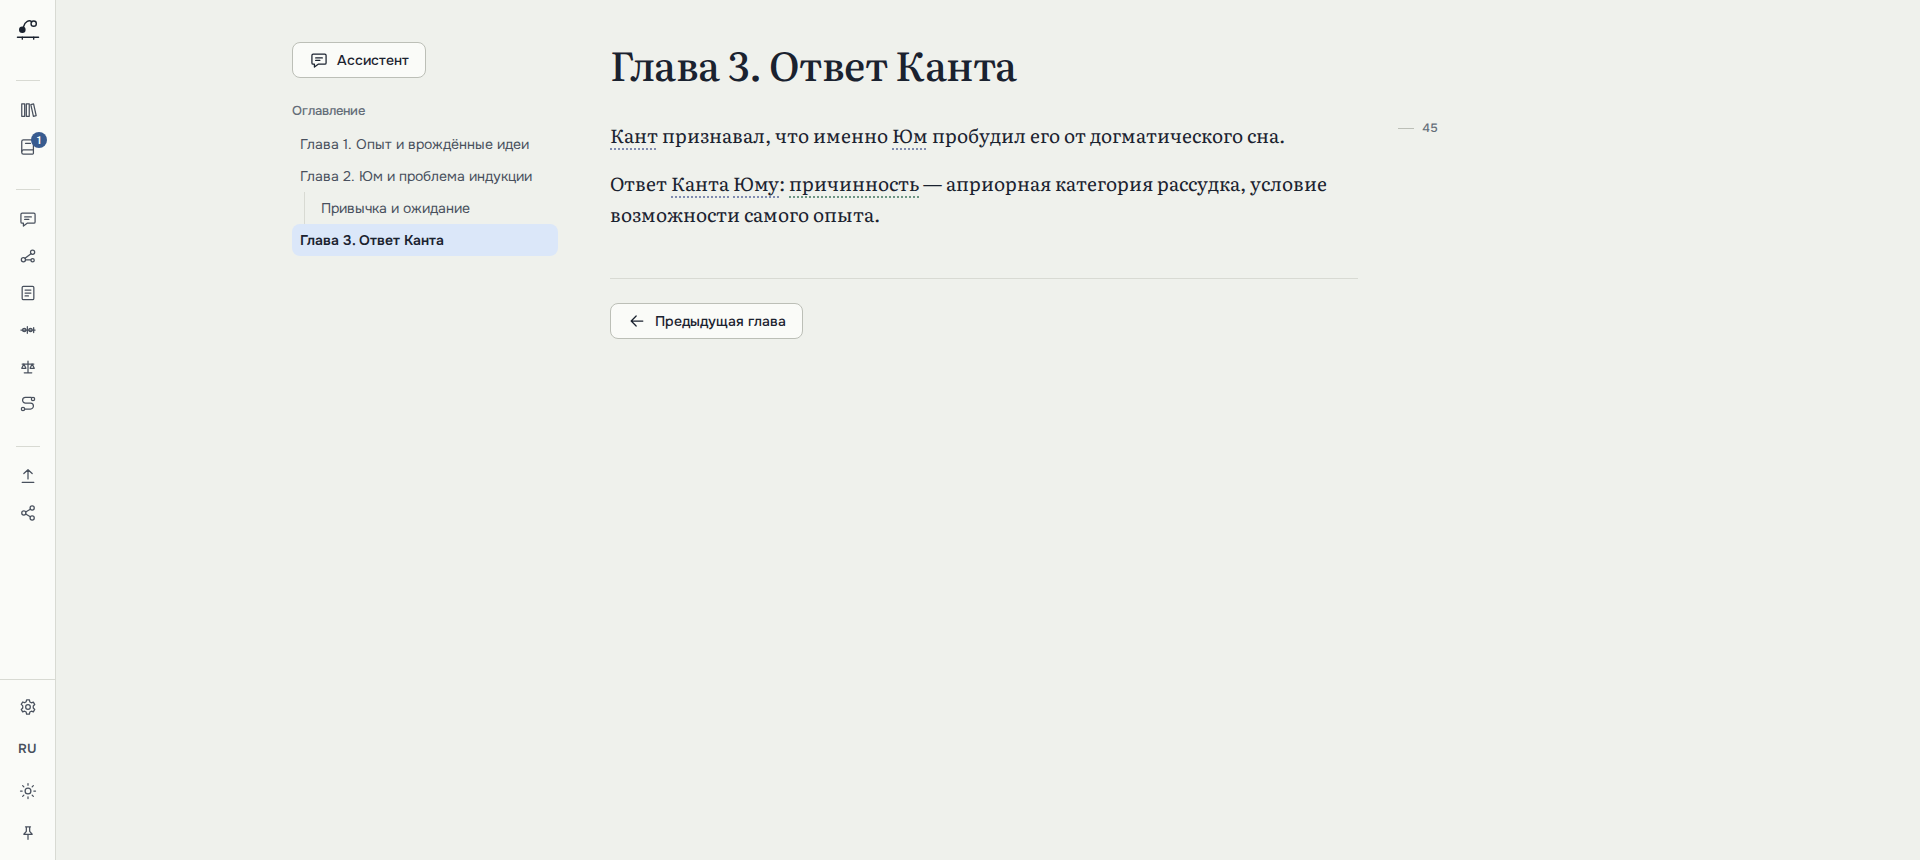 1
RU
Ассистент
Оглавление
Глава 1. Опыт и врождённые идеи
Глава 2. Юм и проблема индукции
Привычка и ожидание
Глава 3. Ответ Канта
Глава 3. Ответ Канта
Кант признавал, что именно Юм пробудил его от догматического сна.
45
Ответ Канта Юму: причинность — априорная категория рассудка, условие
возможности самого опыта.
Предыдущая глава